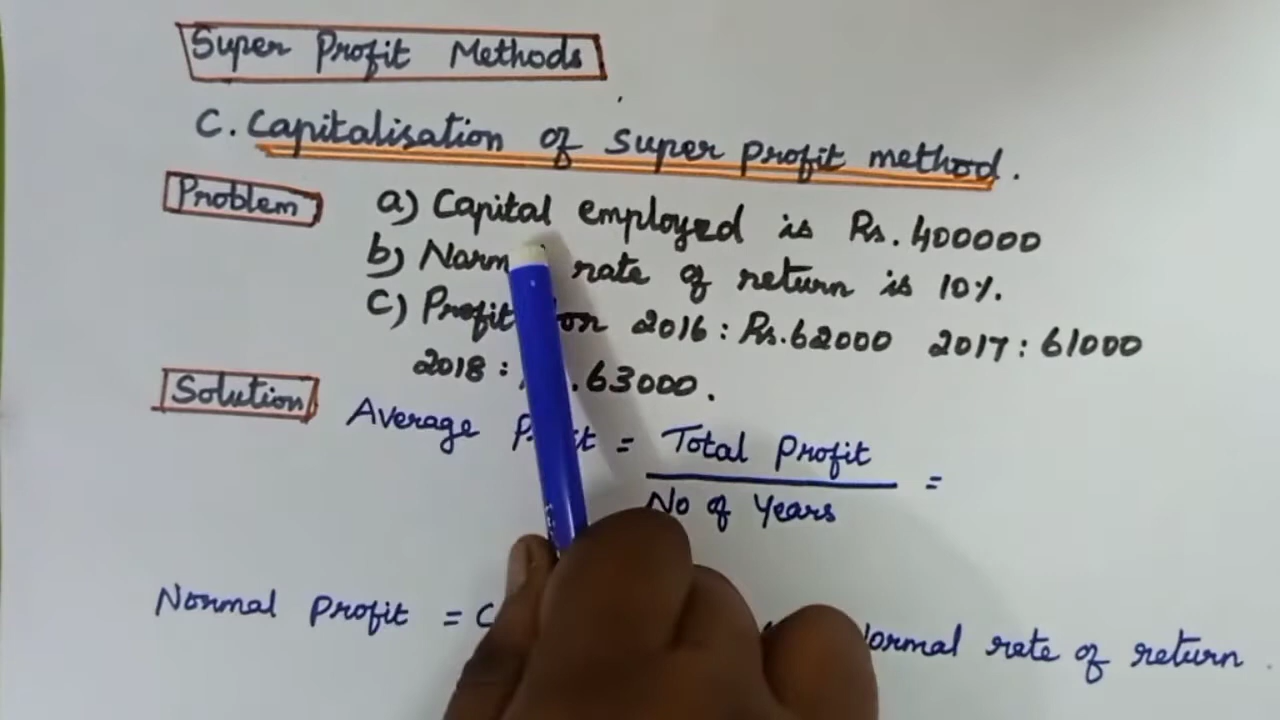 Super Profit Methods
C. Capitalisation of super profit method.
Problem a) Capital employed is Rs. 400000
b) Norm rate of return is 10%.
c) Profit for 2016 : Rs. 62000 2017 : 61000
2018 : .63000.
Solution Average = Total Profit =
No of Years
Normal Profit = C Normal rate of return